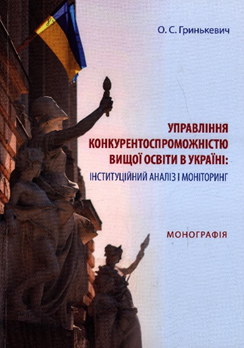 О. С. Гринькевич
УПРАВЛІННЯ
КОНКУРЕНТОСПРОМОЖНІСТЮ
ВИЩОЇ ОСВІТИ В УКРАЇНІ:
ІНСТИТУЦІЙНИЙ АНАЛІЗ І МОНІТОРИНГ
МОНОГРАФІЯ